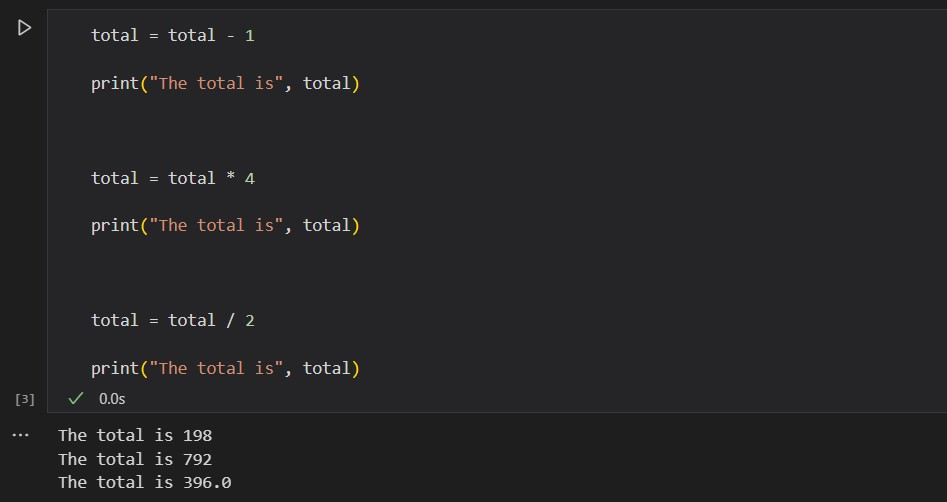 total = total - 1
print("The total is", total)
total = total * 4
print("The total is", total)
total = total / 2
print("The total is", total)
[3] 0.0s
The total is 198
The total is 792
The total is 396.0